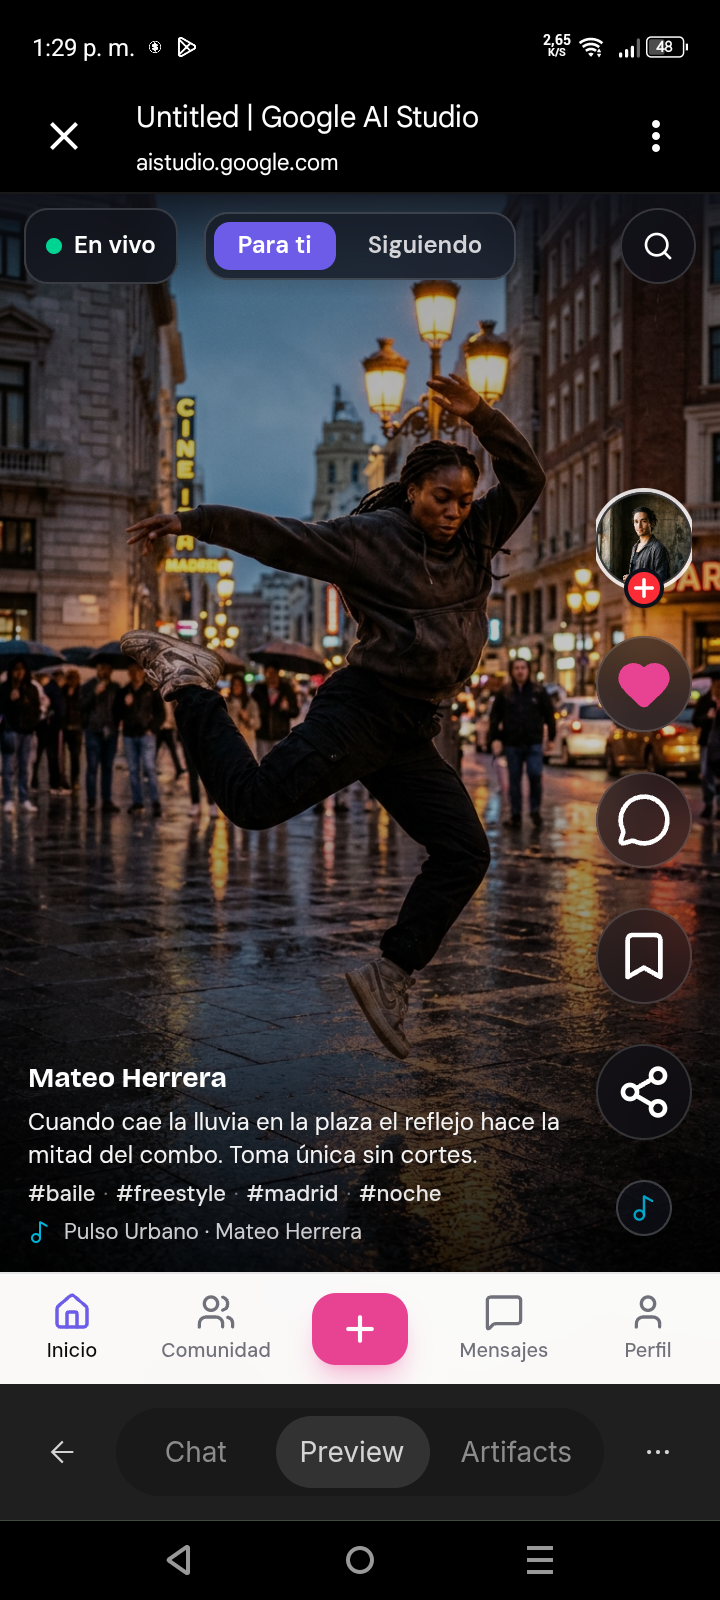 1:29 p. m.
2,65
K/S
48
Untitled | Google AI Studio
aistudio.google.com
En vivo
Para ti
Siguiendo
CINE
MADRID
BAR
Mateo Herrera
Cuando cae la lluvia en la plaza el reflejo hace la
mitad del combo. Toma única sin cortes.
#baile · #freestyle · #madrid · #noche
Pulso Urbano · Mateo Herrera
Inicio
Comunidad
Mensajes
Perfil
Chat
Preview
Artifacts